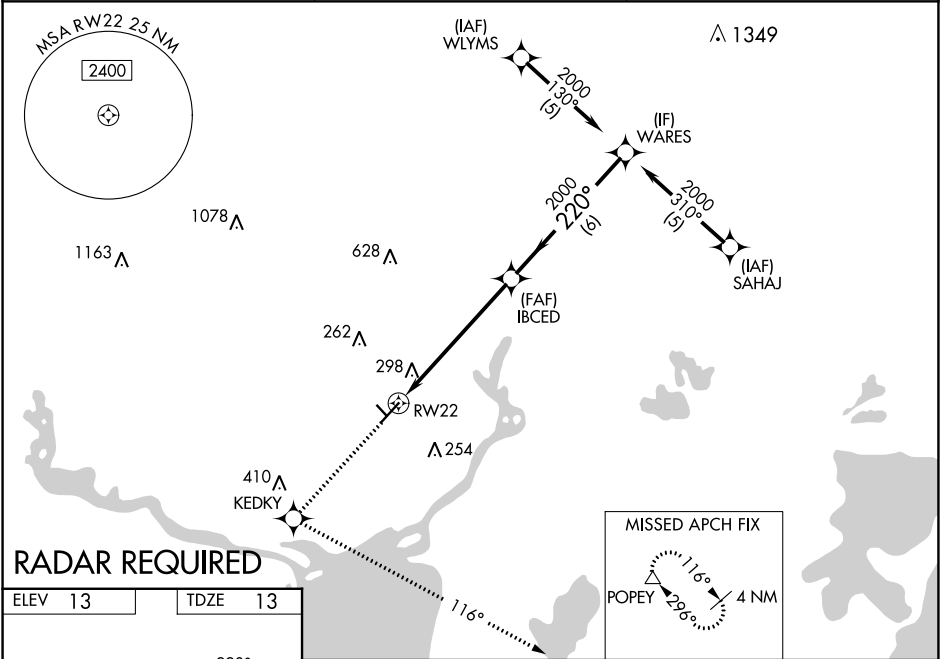 MSA RW22 25 NM
2400
(IAF)
WLYMS
1349
2000
130°
(5)
(IF)
WARES
2000
310°
(5)
(IAF)
SAHAJ
2000
220°
(6)
1078
1163
628
(FAF)
IBCED
262
298
RW22
254
410
KEDKY
116°
MISSED APCH FIX
116°
POPEY
4 NM
296°
RADAR REQUIRED
ELEV 13
TDZE 13